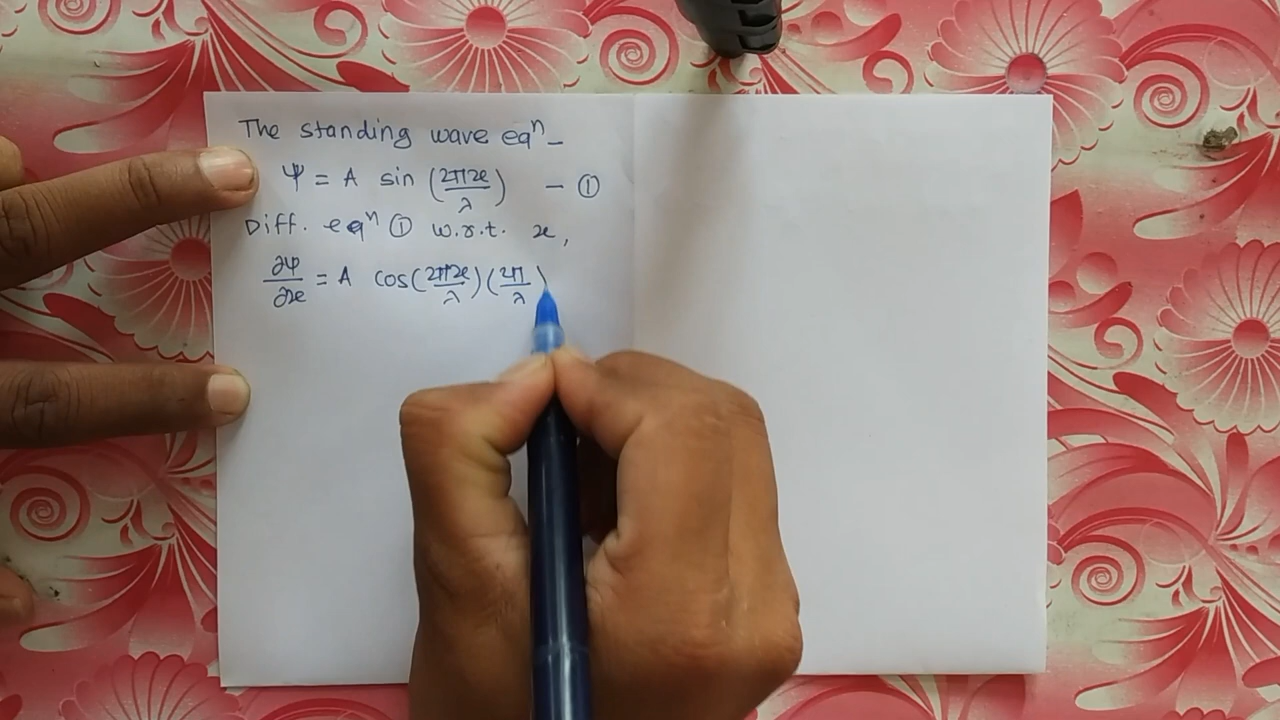 The standing wave eqⁿ –
ψ = A sin (2πx/λ) – ①
Diff. eqⁿ ① w.r.t. x,
∂ψ/∂x = A cos(2πx/λ)(2π/λ)